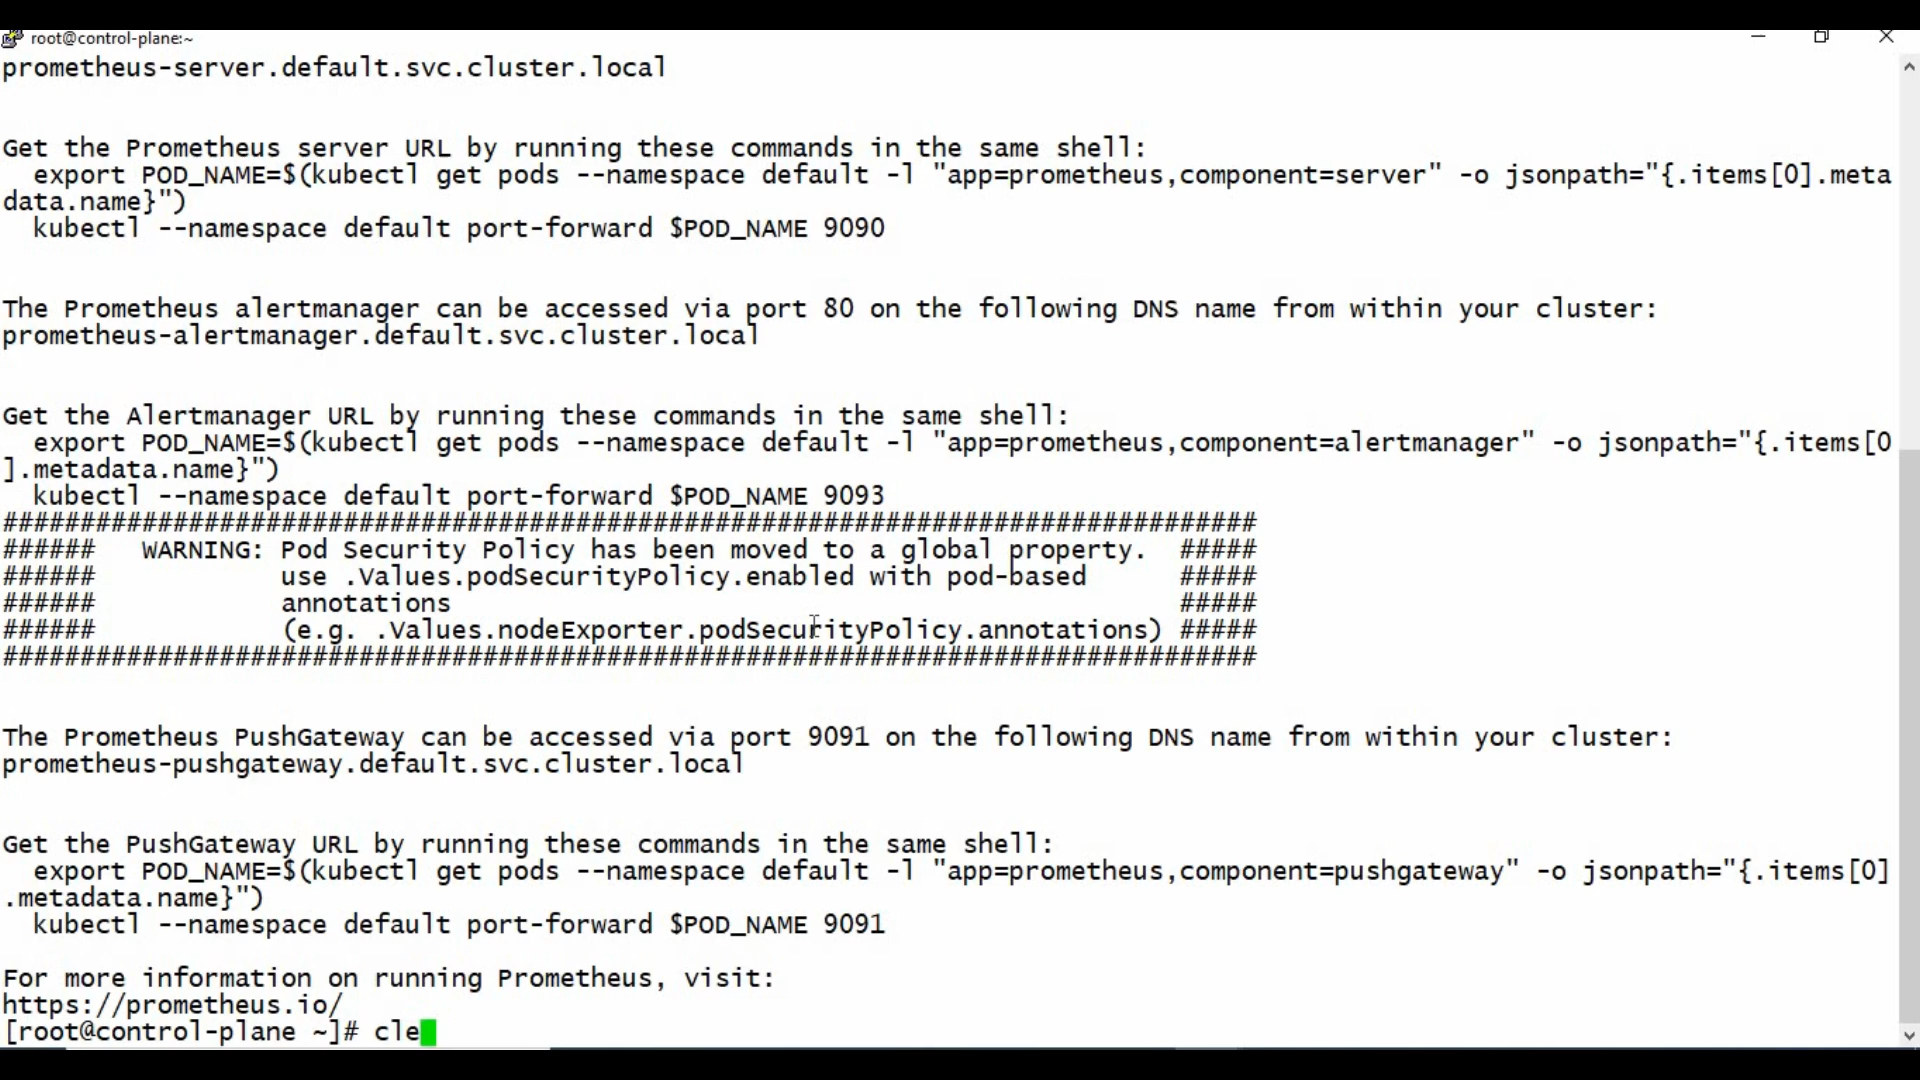 root@control-plane:~
prometheus-server.default.svc.cluster.local
Get the Prometheus server URL by running these commands in the same shell:
  export POD_NAME=$(kubectl get pods --namespace default -l "app=prometheus,component=server" -o jsonpath="{.items[0].meta
data.name}")
  kubectl --namespace default port-forward $POD_NAME 9090
The Prometheus alertmanager can be accessed via port 80 on the following DNS name from within your cluster:
prometheus-alertmanager.default.svc.cluster.local
Get the Alertmanager URL by running these commands in the same shell:
  export POD_NAME=$(kubectl get pods --namespace default -l "app=prometheus,component=alertmanager" -o jsonpath="{.items[0
].metadata.name}")
  kubectl --namespace default port-forward $POD_NAME 9093
#################################################################################
######   WARNING: Pod Security Policy has been moved to a global property.  #####
######            use .Values.podSecurityPolicy.enabled with pod-based      #####
######            annotations                                               #####
######            (e.g. .Values.nodeExporter.podSecurityPolicy.annotations) #####
#################################################################################
The Prometheus PushGateway can be accessed via port 9091 on the following DNS name from within your cluster:
prometheus-pushgateway.default.svc.cluster.local
Get the PushGateway URL by running these commands in the same shell:
  export POD_NAME=$(kubectl get pods --namespace default -l "app=prometheus,component=pushgateway" -o jsonpath="{.items[0]
.metadata.name}")
  kubectl --namespace default port-forward $POD_NAME 9091
For more information on running Prometheus, visit:
https://prometheus.io/
[root@control-plane ~]# cle